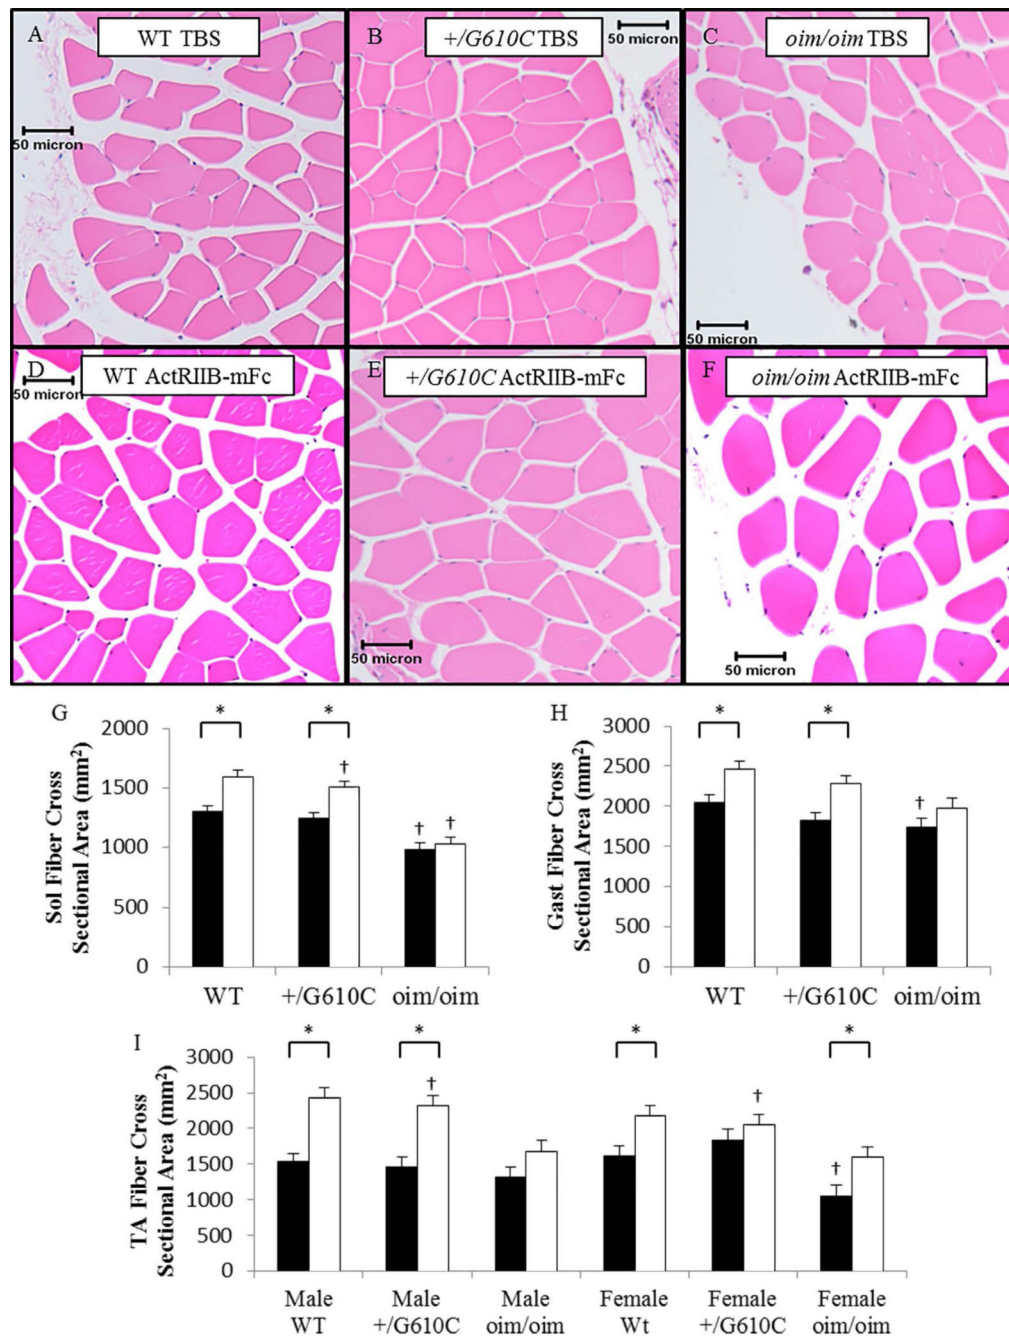 A
WT TBS
50 micron
B
+/G610C TBS
50 micron
C
oim/oim TBS
50 micron
D
WT ActRIIB-mFc
50 micron
E
+/G610C ActRIIB-mFc
50 micron
F
oim/oim ActRIIB-mFc
50 micron
G
Sol Fiber Cross
Sectional Area (mm²)
2000
1500
1000
500
0
*
*
†
†
†
WT
+/G610C
oim/oim
H
Gast Fiber Cross
Sectional Area (mm²)
3000
2500
2000
1500
1000
500
0
*
*
†
WT
+/G610C
oim/oim
I
TA Fiber Cross
Sectional Area (mm²)
3000
2500
2000
1500
1000
500
0
*
*
*
*
†
†
†
Male
WT
Male
+/G610C
Male
oim/oim
Female
Wt
Female
+/G610C
Female
oim/oim